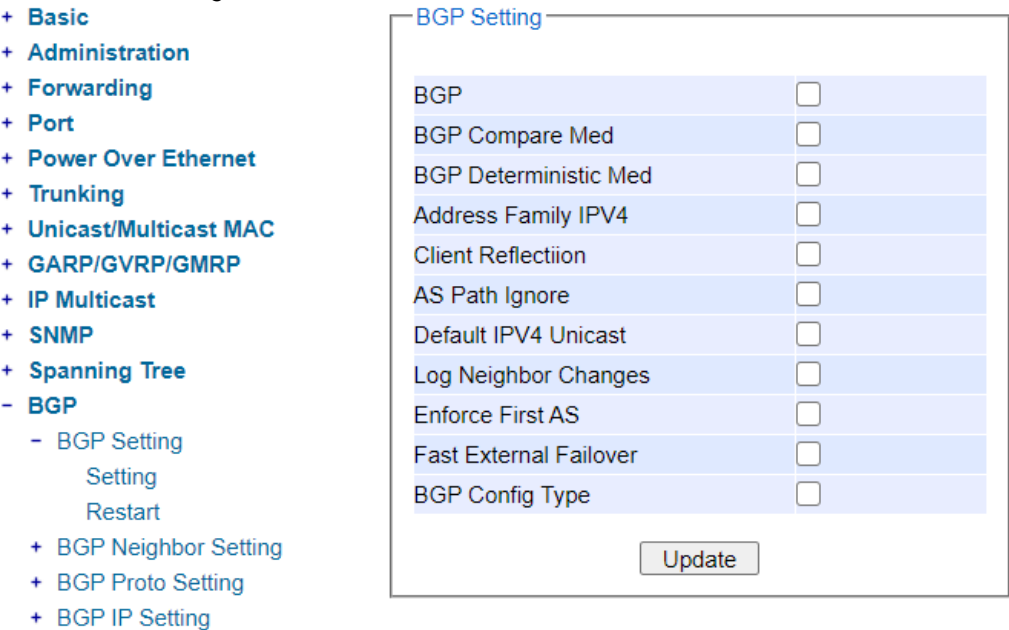 + Basic
+ Administration
+ Forwarding
+ Port
+ Power Over Ethernet
+ Trunking
+ Unicast/Multicast MAC
+ GARP/GVRP/GMRP
+ IP Multicast
+ SNMP
+ Spanning Tree
- BGP
- BGP Setting
Setting
Restart
+ BGP Neighbor Setting
+ BGP Proto Setting
+ BGP IP Setting
BGP Setting
BGP
BGP Compare Med
BGP Deterministic Med
Address Family IPV4
Client Reflectiion
AS Path Ignore
Default IPV4 Unicast
Log Neighbor Changes
Enforce First AS
Fast External Failover
BGP Config Type
Update